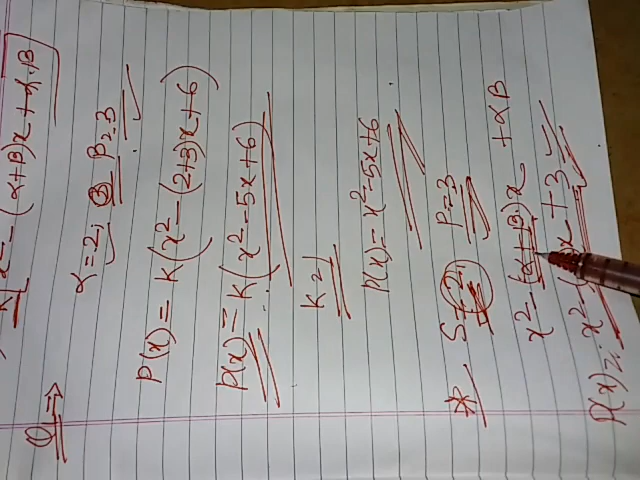 K(x² - (α+β)x + α.β
Q→ α = 2, β = 3
P(x) = K(x² - (2+3)x + 6)
P(x) = K(x² - 5x + 6)
K = 1
P(x) = x² - 5x + 6
* S = 2, P = 3
x² - (α+β)x + αβ
P(x) = x² - x + 3